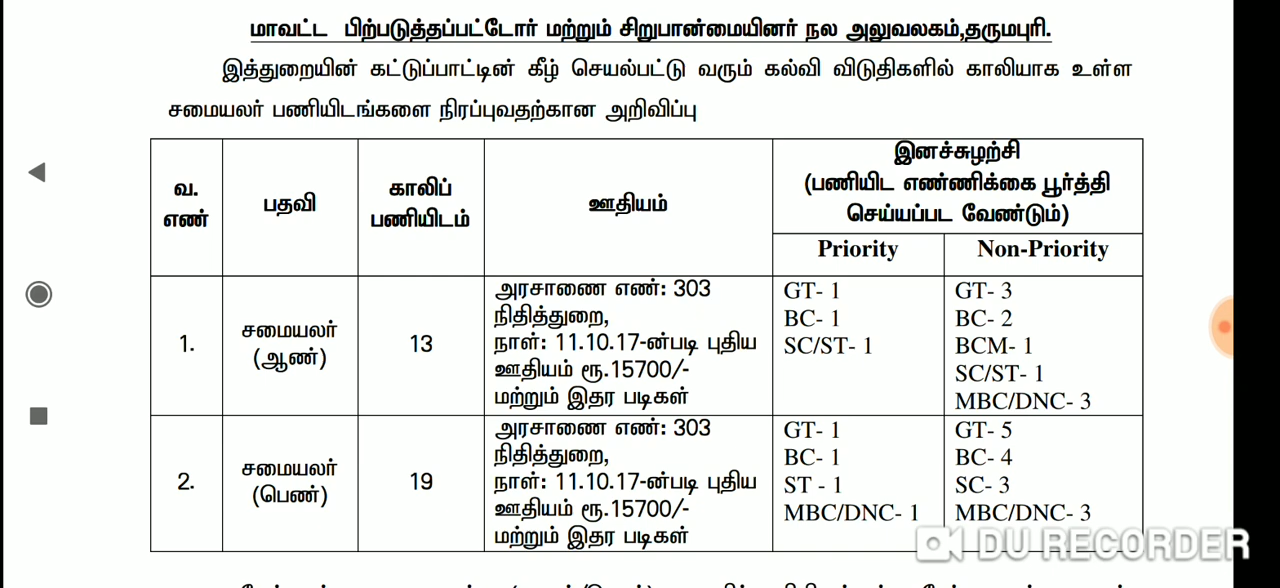 மாவட்ட பிற்படுத்தப்பட்டோர் மற்றும் சிறுபான்மையினர் நல அலுவலகம்,தருமபுரி.
இத்துறையின் கட்டுப்பாட்டின் கீழ் செயல்பட்டு வரும் கல்வி விடுதிகளில் காலியாக உள்ள
சமையலர் பணியிடங்களை நிரப்புவதற்கான அறிவிப்பு
வ.
எண்
பதவி
காலிப்
பணியிடம்
ஊதியம்
இனச்சுழற்சி
(பணியிட எண்ணிக்கை பூர்த்தி
செய்யப்பட வேண்டும்)
Priority
Non-Priority
1.
சமையலர்
(ஆண்)
13
அரசாணை எண்: 303
நிதித்துறை,
நாள்: 11.10.17-ன்படி புதிய
ஊதியம் ரூ.15700/-
மற்றும் இதர படிகள்
GT- 1
BC- 1
SC/ST- 1
GT- 3
BC- 2
BCM- 1
SC/ST- 1
MBC/DNC- 3
2.
சமையலர்
(பெண்)
19
அரசாணை எண்: 303
நிதித்துறை,
நாள்: 11.10.17-ன்படி புதிய
ஊதியம் ரூ.15700/-
மற்றும் இதர படிகள்
GT- 1
BC- 1
ST - 1
MBC/DNC- 1
GT- 5
BC- 4
SC- 3
MBC/DNC- 3
DU RECORDER